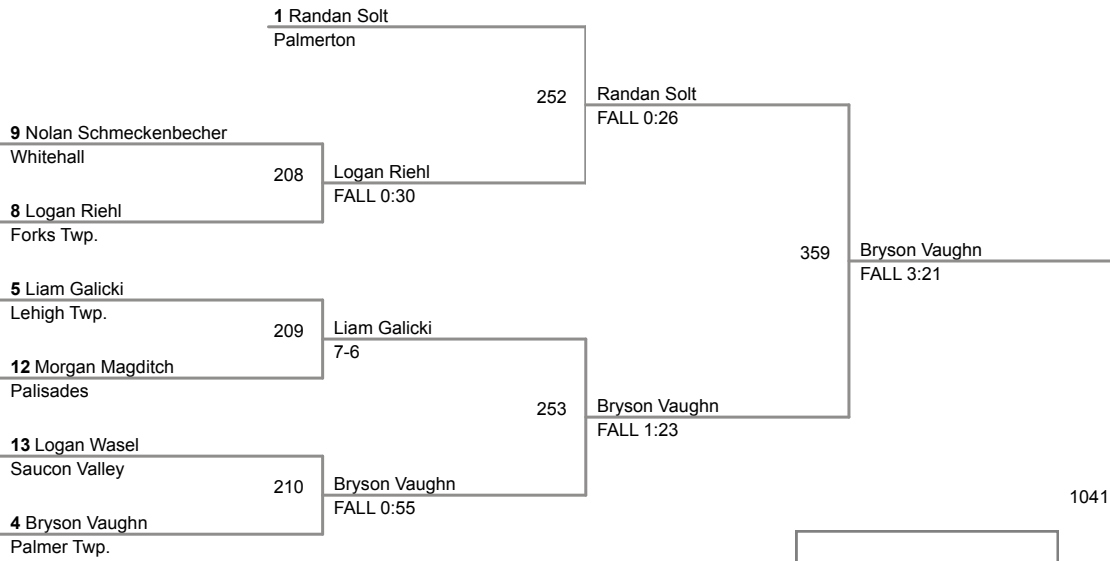 1 Randan Solt
Palmerton
252
Randan Solt
FALL 0:26
9 Nolan Schmeckenbecher
Whitehall
208
Logan Riehl
FALL 0:30
8 Logan Riehl
Forks Twp.
359
Bryson Vaughn
FALL 3:21
5 Liam Galicki
Lehigh Twp.
209
Liam Galicki
7-6
12 Morgan Magditch
Palisades
253
Bryson Vaughn
FALL 1:23
13 Logan Wasel
Saucon Valley
210
Bryson Vaughn
FALL 0:55
4 Bryson Vaughn
Palmer Twp.
1041